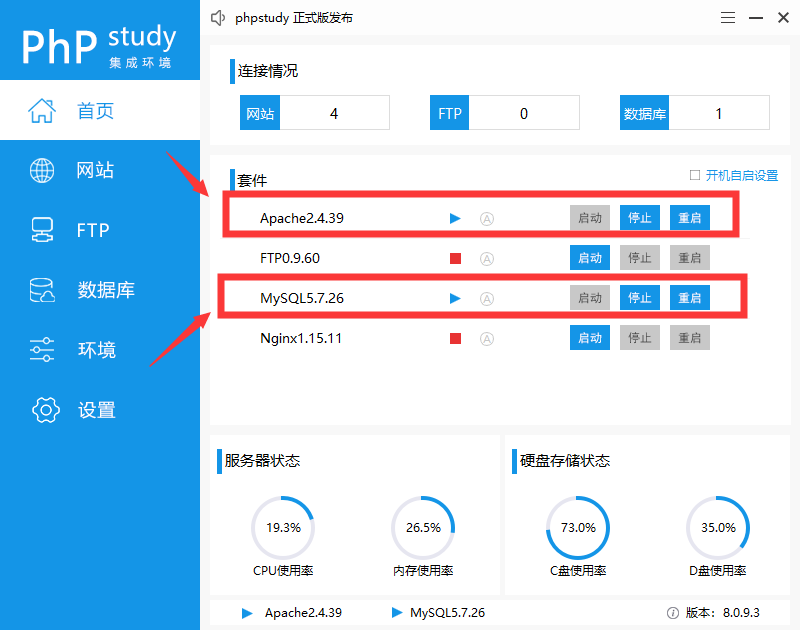 PhP study
集成环境
phpstudy 正式版发布
首页
网站
FTP
数据库
环境
设置
连接情况
网站 4 FTP 0 数据库 1
套件 开机自启设置
Apache2.4.39 A 启动 停止 重启
FTP0.9.60 A 启动 停止 重启
MySQL5.7.26 A 启动 停止 重启
Nginx1.15.11 A 启动 停止 重启
服务器状态
19.3% 26.5%
CPU使用率 内存使用率
硬盘存储状态
73.0% 35.0%
C盘使用率 D盘使用率
Apache2.4.39 MySQL5.7.26 版本：8.0.9.3